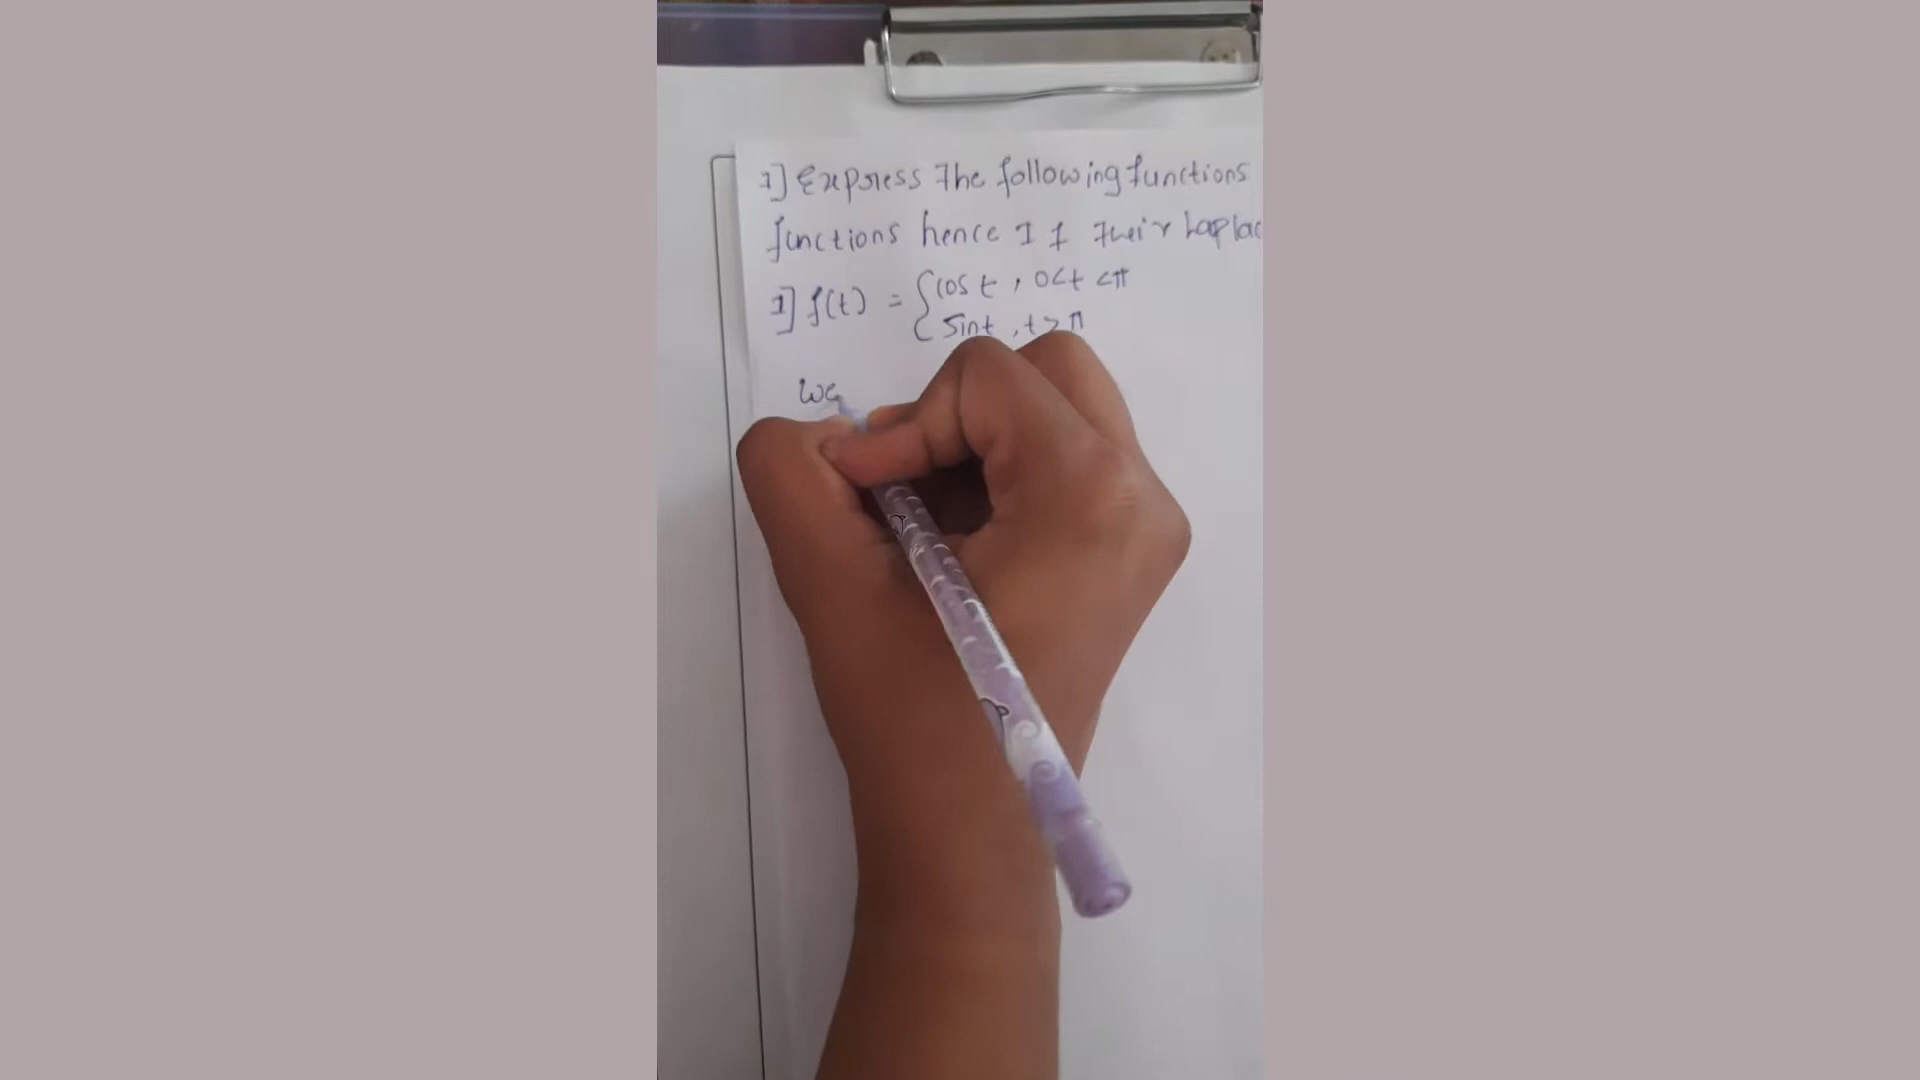 1] Express The following functions
functions hence I f their Laplac
1] f(t) = { cos t , 0<t <π
sint , t > π
we